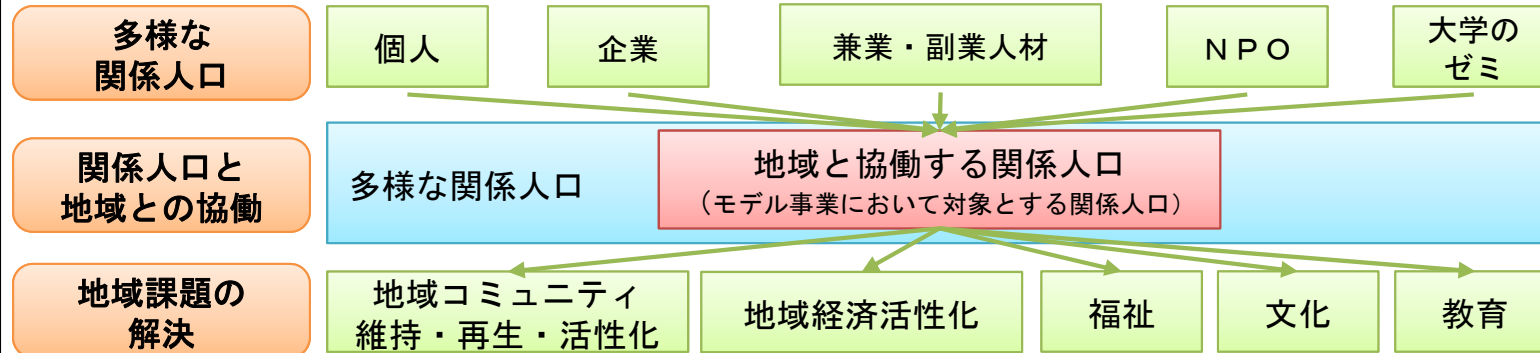 多様な
関係人口
個人
企業
兼業・副業人材
ＮＰＯ
大学の
ゼミ
関係人口と
地域との協働
多様な関係人口
地域と協働する関係人口
（モデル事業において対象とする関係人口）
地域課題の
解決
地域コミュニティ
維持・再生・活性化
地域経済活性化
福祉
文化
教育